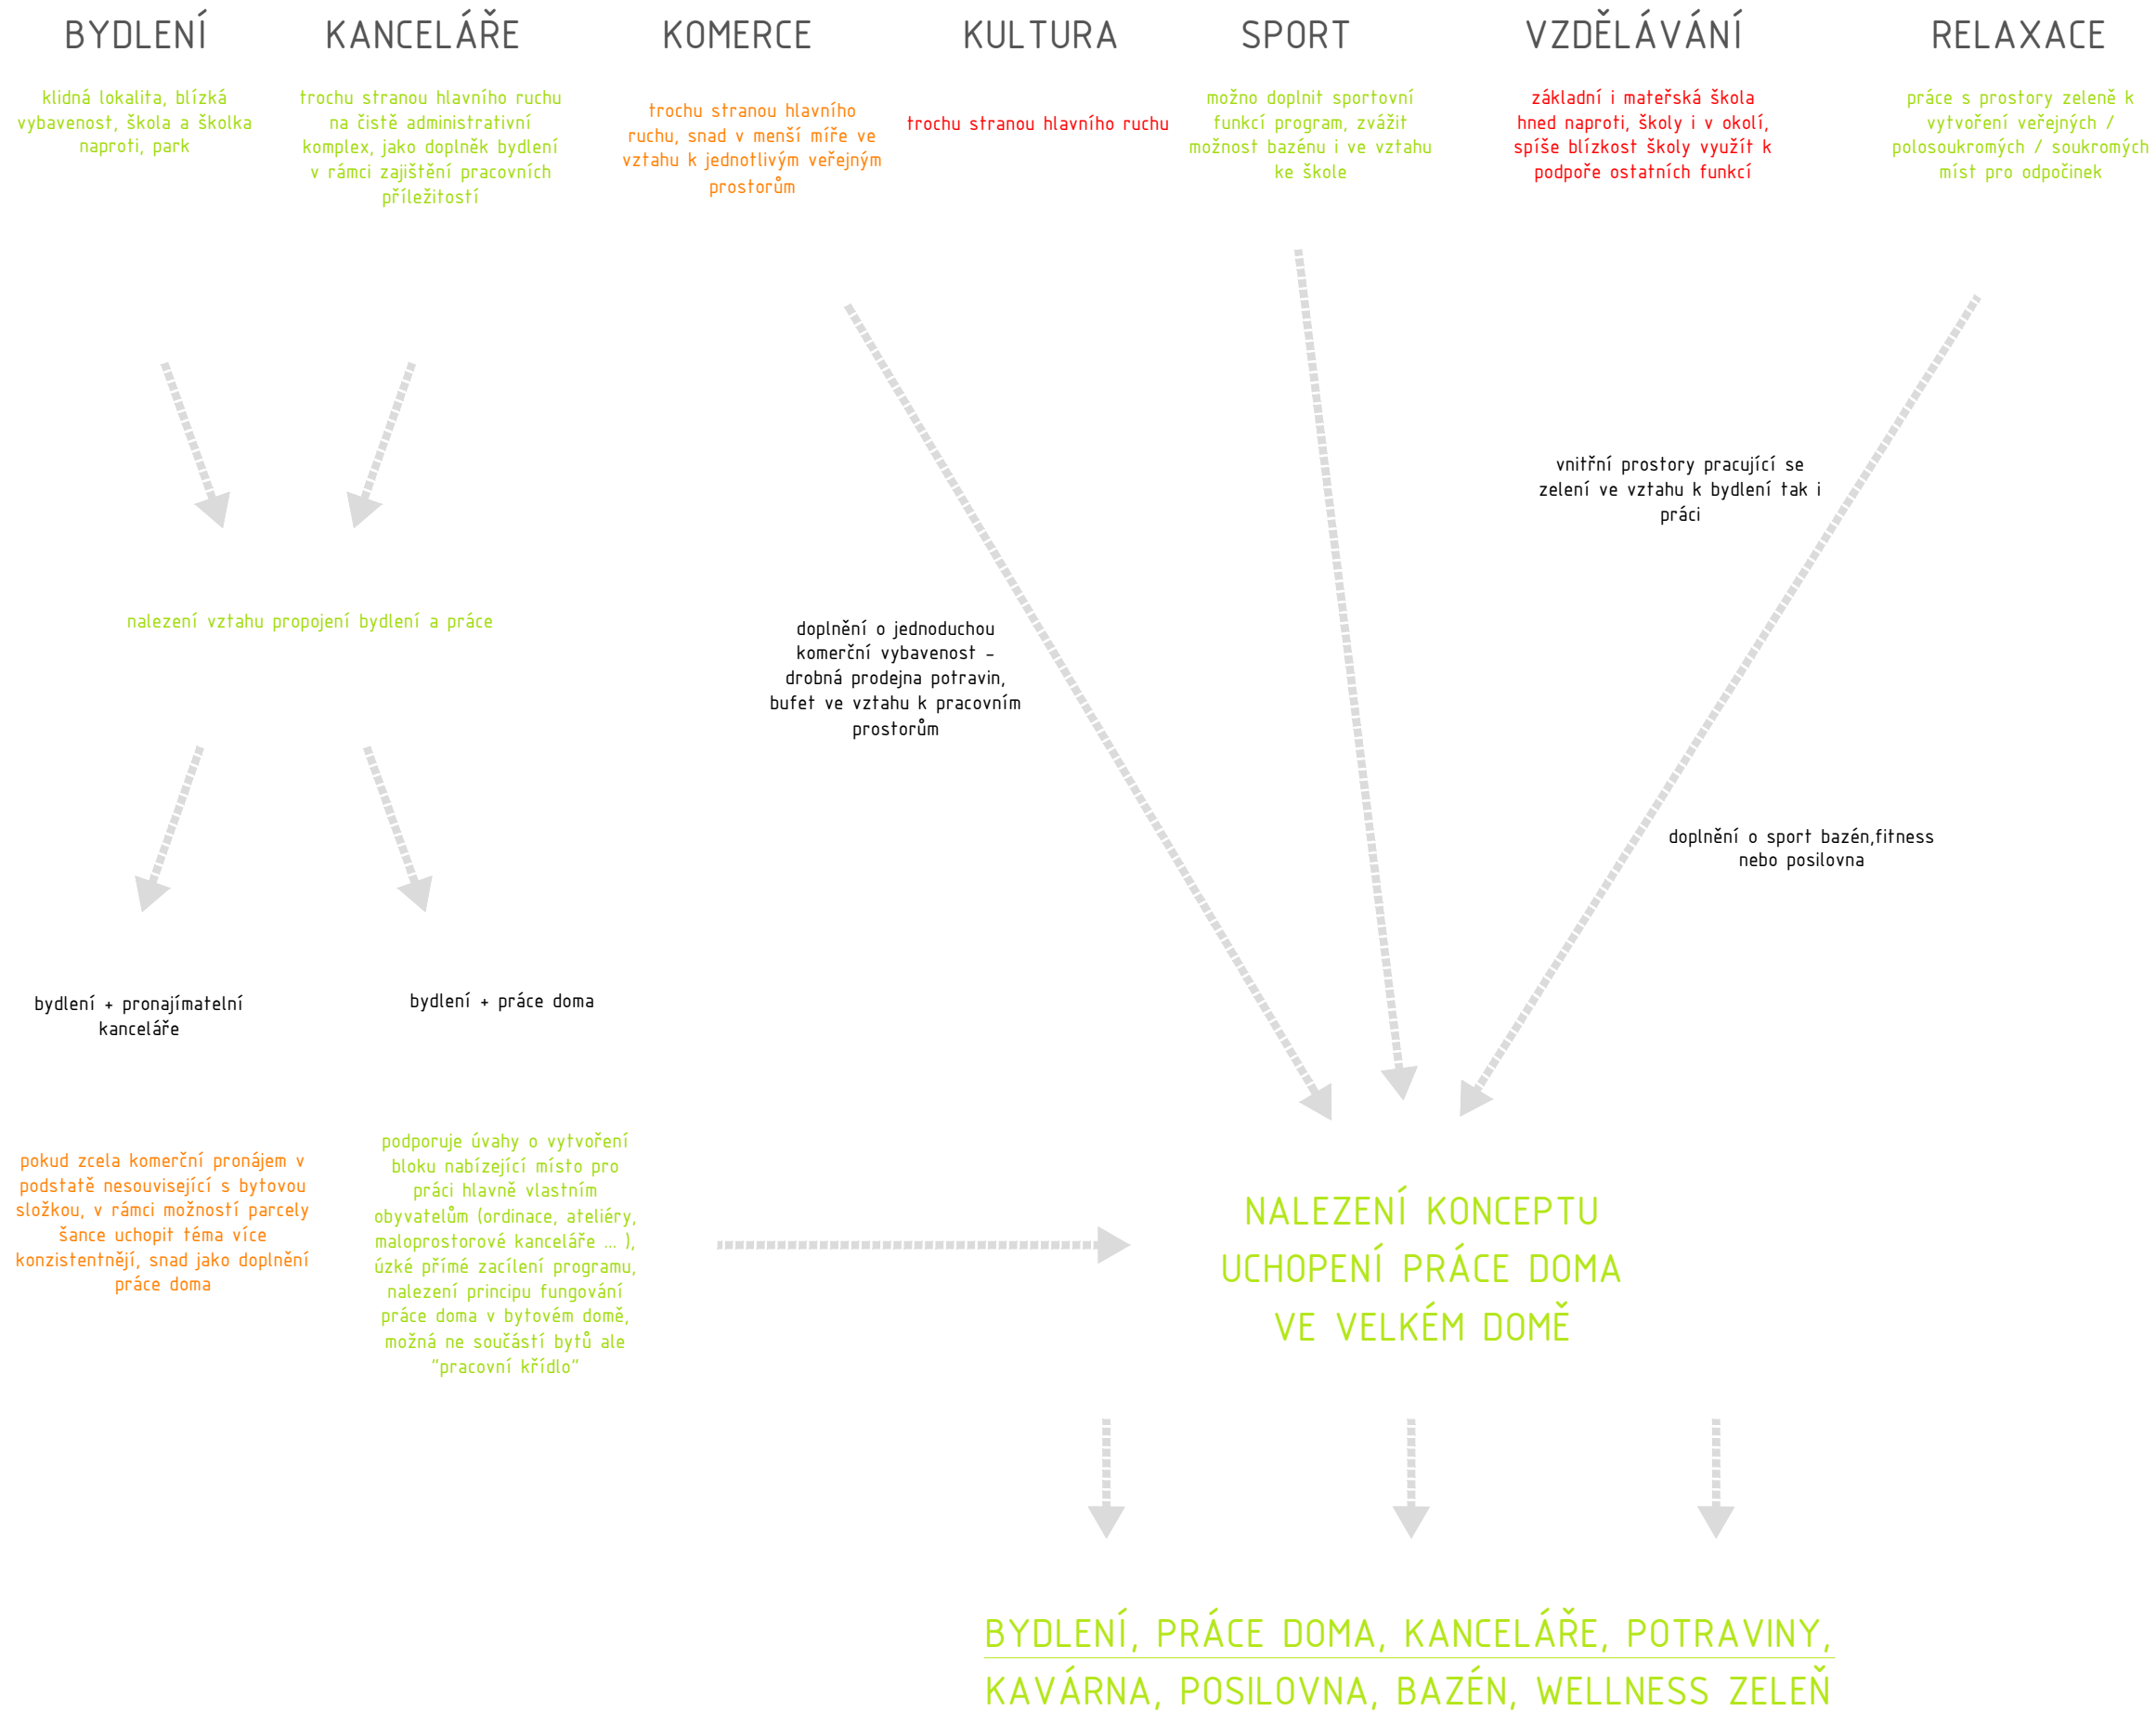 BYDLENÍ
KANCELÁŘE
KOMERCE
KULTURA
SPORT
VZDĚLÁVÁNÍ
RELAXACE
klidná lokalita, blízká
vybavenost, škola a školka
naproti, park
trochu stranou hlavního ruchu
na čistě administrativní
komplex, jako doplněk bydlení
v rámci zajištění pracovních
příležitostí
trochu stranou hlavního
ruchu, snad v menší míře ve
vztahu k jednotlivým veřejným
prostorům
trochu stranou hlavního ruchu
možno doplnit sportovní
funkcí program, zvážit
možnost bazénu i ve vztahu
ke škole
základní i mateřská škola
hned naproti, školy i v okolí,
spíše blízkost školy využít k
podpoře ostatních funkcí
práce s prostory zeleně k
vytvoření veřejných /
polosoukromých / soukromých
míst pro odpočinek
vnitřní prostory pracující se
zelení ve vztahu k bydlení tak i
práci
nalezení vztahu propojení bydlení a práce
doplnění o jednoduchou
komerční vybavenost -
drobná prodejna potravin,
bufet ve vztahu k pracovním
prostorům
doplnění o sport bazén,fitness
nebo posilovna
bydlení + pronajímatelní
kanceláře
bydlení + práce doma
pokud zcela komerční pronájem v
podstatě nesouvisející s bytovou
složkou, v rámci možností parcely
šance uchopit téma více
konzistentněji, snad jako doplnění
práce doma
podporuje úvahy o vytvoření
bloku nabízející místo pro
práci hlavně vlastním
obyvatelům (ordinace, ateliéry,
maloprostorové kanceláře ... ),
úzké přímé zacílení programu,
nalezení principu fungování
práce doma v bytovém domě,
možná ne součástí bytů ale
"pracovní křídlo"
NALEZENÍ KONCEPTU
UCHOPENÍ PRÁCE DOMA
VE VELKÉM DOMĚ
BYDLENÍ, PRÁCE DOMA, KANCELÁŘE, POTRAVINY,
KAVÁRNA, POSILOVNA, BAZÉN, WELLNESS ZELEŇ